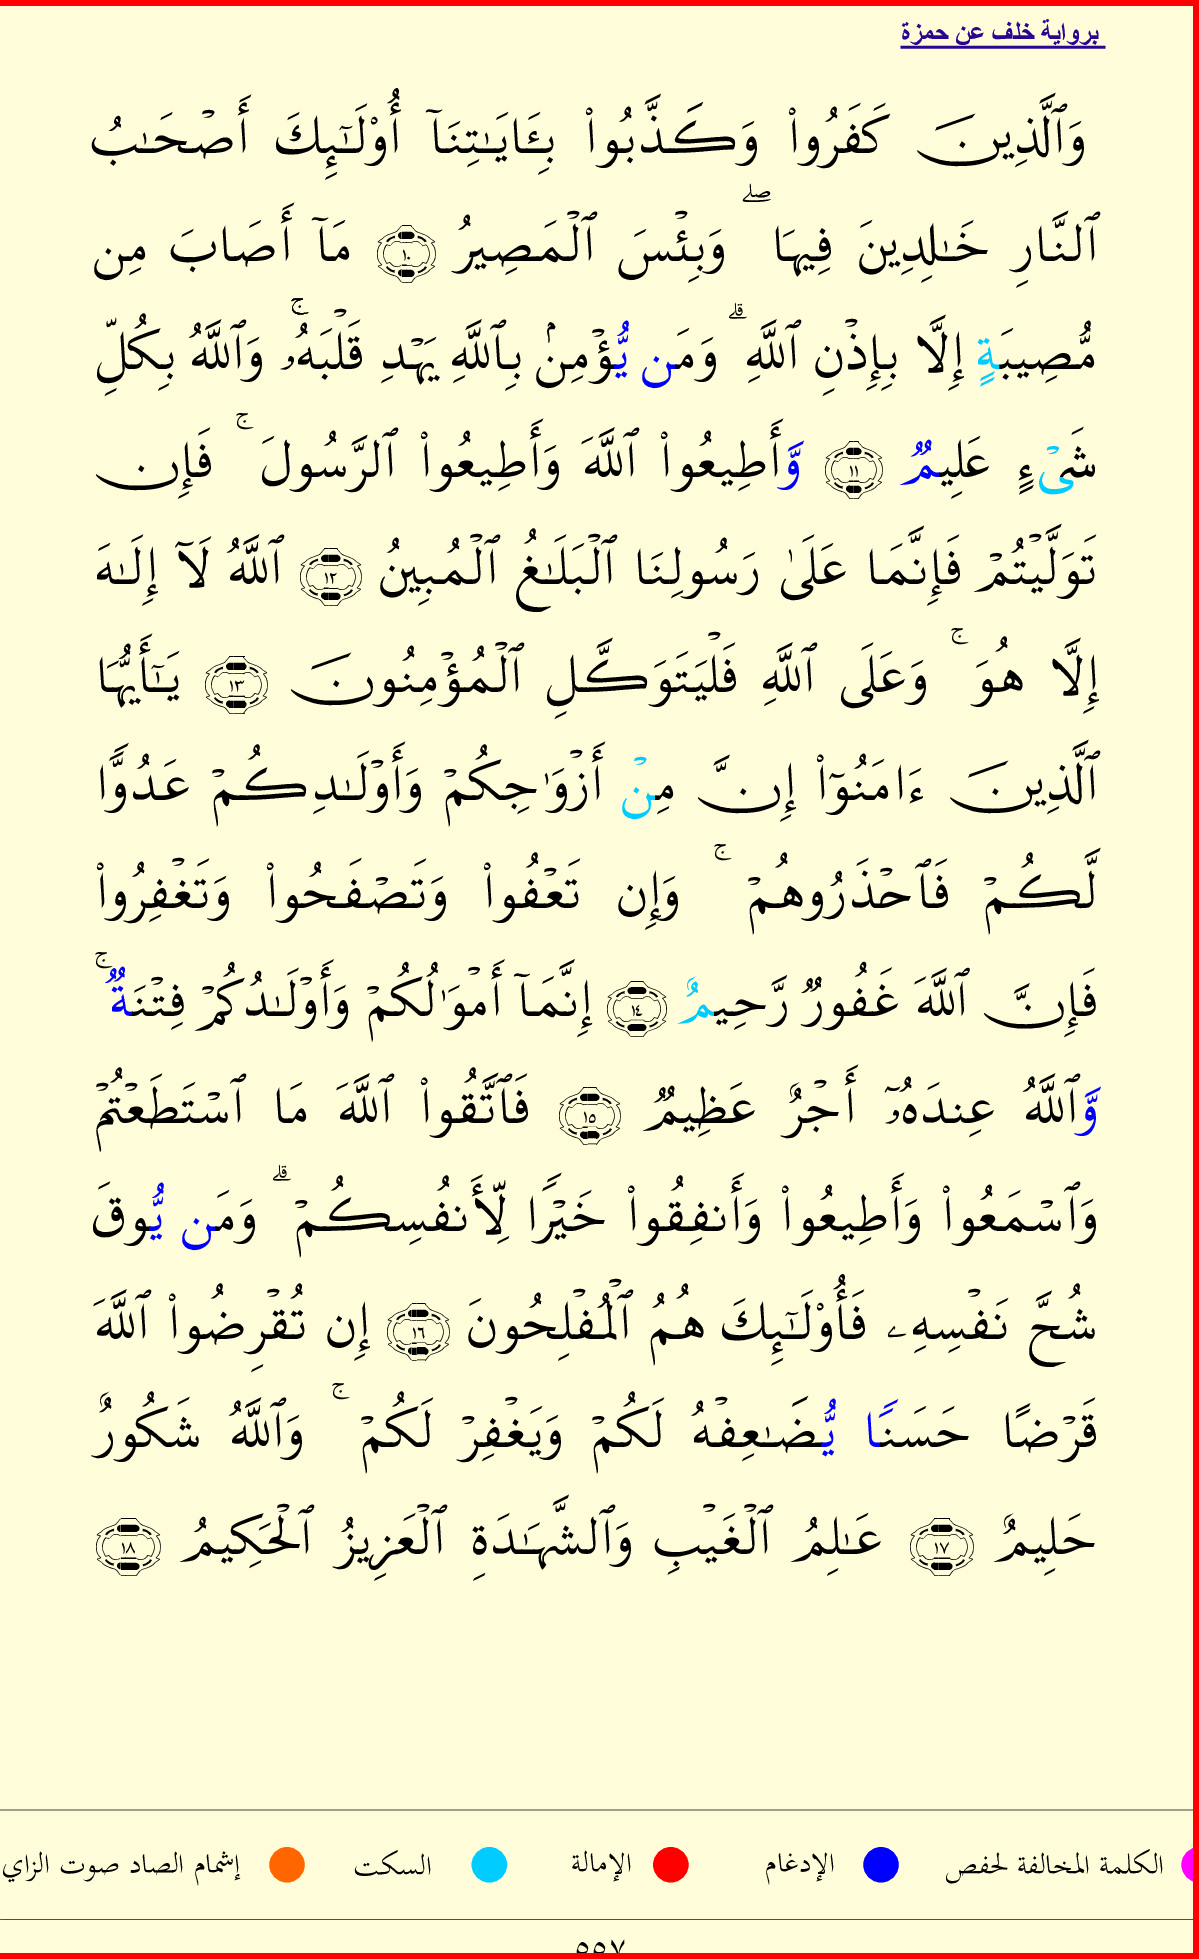 برواية خلف عن حمزة
وَٱلَّذِينَ كَفَرُواْ وَكَذَّبُواْ بِـَٔايَٰتِنَآ أُوْلَٰٓئِكَ أَصۡحَٰبُ
ٱلنَّارِ خَٰلِدِينَ فِيهَاۖ وَبِئۡسَ ٱلۡمَصِيرُ ١٠ مَآ أَصَابَ مِن
مُّصِيبَةٍ إِلَّا بِإِذۡنِ ٱللَّهِۗ وَمَن يُّؤۡمِنۢ بِٱللَّهِ يَهۡدِ قَلۡبَهُۥۚ وَٱللَّهُ بِكُلِّ
شَيۡءٍ عَلِيمٞ ١١ وَّأَطِيعُواْ ٱللَّهَ وَأَطِيعُواْ ٱلرَّسُولَۚ فَإِن
تَوَلَّيۡتُمۡ فَإِنَّمَا عَلَىٰ رَسُولِنَا ٱلۡبَلَٰغُ ٱلۡمُبِينُ ١٢ ٱللَّهُ لَآ إِلَٰهَ
إِلَّا هُوَۚ وَعَلَى ٱللَّهِ فَلۡيَتَوَكَّلِ ٱلۡمُؤۡمِنُونَ ١٣ يَٰٓأَيُّهَا
ٱلَّذِينَ ءَامَنُوٓاْ إِنَّ مِنۡ أَزۡوَٰجِكُمۡ وَأَوۡلَٰدِكُمۡ عَدُوّٗا
لَّكُمۡ فَٱحۡذَرُوهُمۡۚ وَإِن تَعۡفُواْ وَتَصۡفَحُواْ وَتَغۡفِرُواْ
فَإِنَّ ٱللَّهَ غَفُورٞ رَّحِيمٌ ١٤ إِنَّمَآ أَمۡوَٰلُكُمۡ وَأَوۡلَٰدُكُمۡ فِتۡنَةٞۚ
وَّٱللَّهُ عِندَهُۥٓ أَجۡرٌ عَظِيمٞ ١٥ فَٱتَّقُواْ ٱللَّهَ مَا ٱسۡتَطَعۡتُمۡ
وَٱسۡمَعُواْ وَأَطِيعُواْ وَأَنفِقُواْ خَيۡرٗا لِّأَنفُسِكُمۡۗ وَمَن يُّوقَ
شُحَّ نَفۡسِهِۦ فَأُوْلَٰٓئِكَ هُمُ ٱلۡمُفۡلِحُونَ ١٦ إِن تُقۡرِضُواْ ٱللَّهَ
قَرۡضًا حَسَنٗا يُّضَٰعِفۡهُ لَكُمۡ وَيَغۡفِرۡ لَكُمۡۚ وَٱللَّهُ شَكُورٌ
حَلِيمٌ ١٧ عَٰلِمُ ٱلۡغَيۡبِ وَٱلشَّهَٰدَةِ ٱلۡعَزِيزُ ٱلۡحَكِيمُ ١٨
الكلمة المخالفة لحفص الإدغام الإمالة السكت إشمام الصاد صوت الزاي
٥٥٧